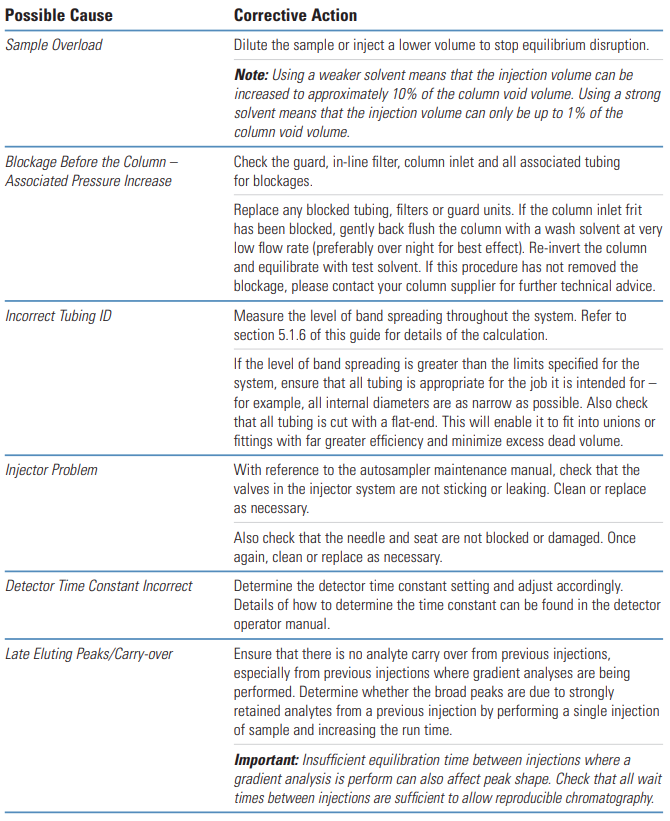 Possible Cause Corrective Action
Sample Overload Dilute the sample or inject a lower volume to stop equilibrium disruption.
Note: Using a weaker solvent means that the injection volume can be
increased to approximately 10% of the column void volume. Using a strong
solvent means that the injection volume can only be up to 1% of the
column void volume.
Blockage Before the Column – Check the guard, in-line filter, column inlet and all associated tubing
Associated Pressure Increase for blockages.
Replace any blocked tubing, filters or guard units. If the column inlet frit
has been blocked, gently back flush the column with a wash solvent at very
low flow rate (preferably over night for best effect). Re-invert the column
and equilibrate with test solvent. If this procedure has not removed the
blockage, please contact your column supplier for further technical advice.
Incorrect Tubing ID Measure the level of band spreading throughout the system. Refer to
section 5.1.6 of this guide for details of the calculation.
If the level of band spreading is greater than the limits specified for the
system, ensure that all tubing is appropriate for the job it is intended for –
for example, all internal diameters are as narrow as possible. Also check
that all tubing is cut with a flat-end. This will enable it to fit into unions or
fittings with far greater efficiency and minimize excess dead volume.
Injector Problem With reference to the autosampler maintenance manual, check that the
valves in the injector system are not sticking or leaking. Clean or replace
as necessary.
Also check that the needle and seat are not blocked or damaged. Once
again, clean or replace as necessary.
Detector Time Constant Incorrect Determine the detector time constant setting and adjust accordingly.
Details of how to determine the time constant can be found in the detector
operator manual.
Late Eluting Peaks/Carry-over Ensure that there is no analyte carry over from previous injections,
especially from previous injections where gradient analyses are being
performed. Determine whether the broad peaks are due to strongly
retained analytes from a previous injection by performing a single injection
of sample and increasing the run time.
Important: Insufficient equilibration time between injections where a
gradient analysis is perform can also affect peak shape. Check that all wait
times between injections are sufficient to allow reproducible chromatography.